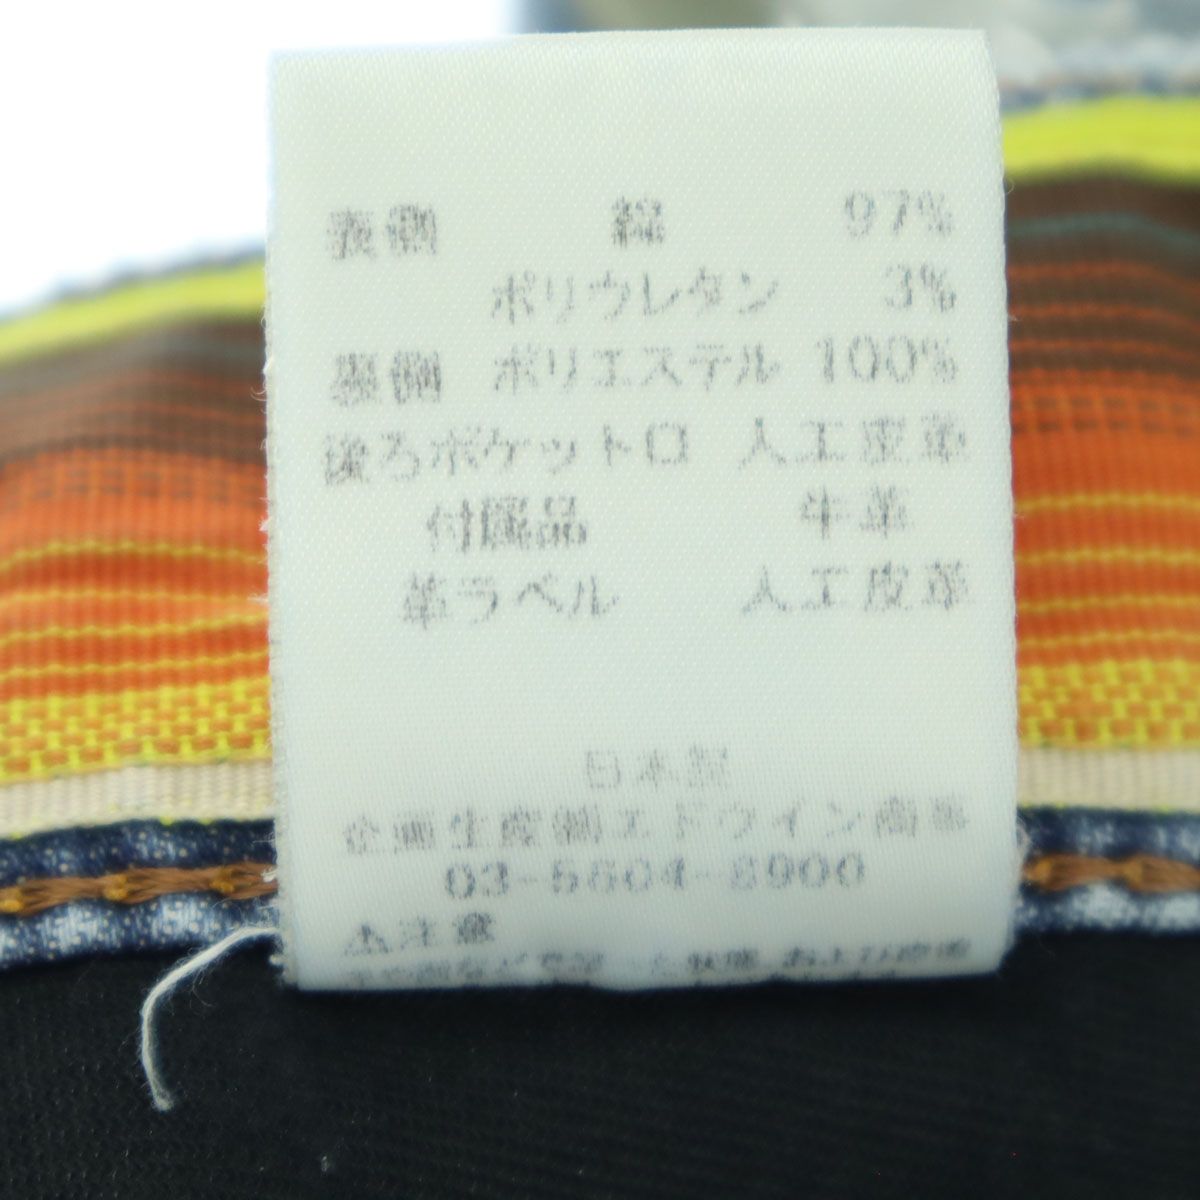 表側 綿 97%
ポリウレタン 3%
裏側 ポリエステル 100%
後ろポケット口 人工皮革
付属品 牛革
革ラベル 人工皮革
日本製
企画生産㈱エドウイン商事
03-5604-8900
⚠注意
および